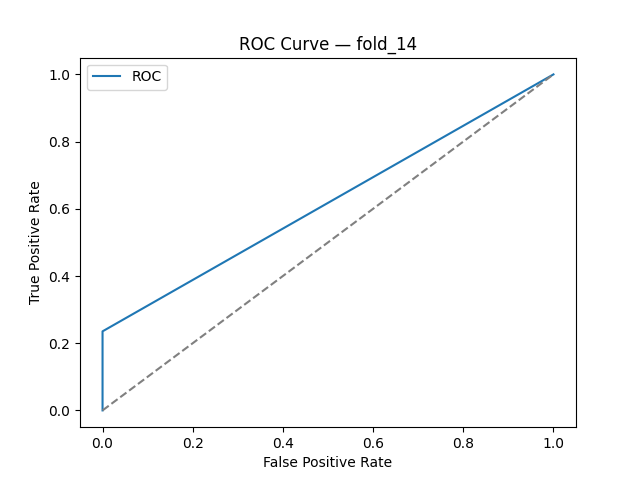 ROC Curve — fold_14
ROC
1.0
0.8
0.6
0.4
0.2
0.0
True Positive Rate
0.0 0.2 0.4 0.6 0.8 1.0
False Positive Rate